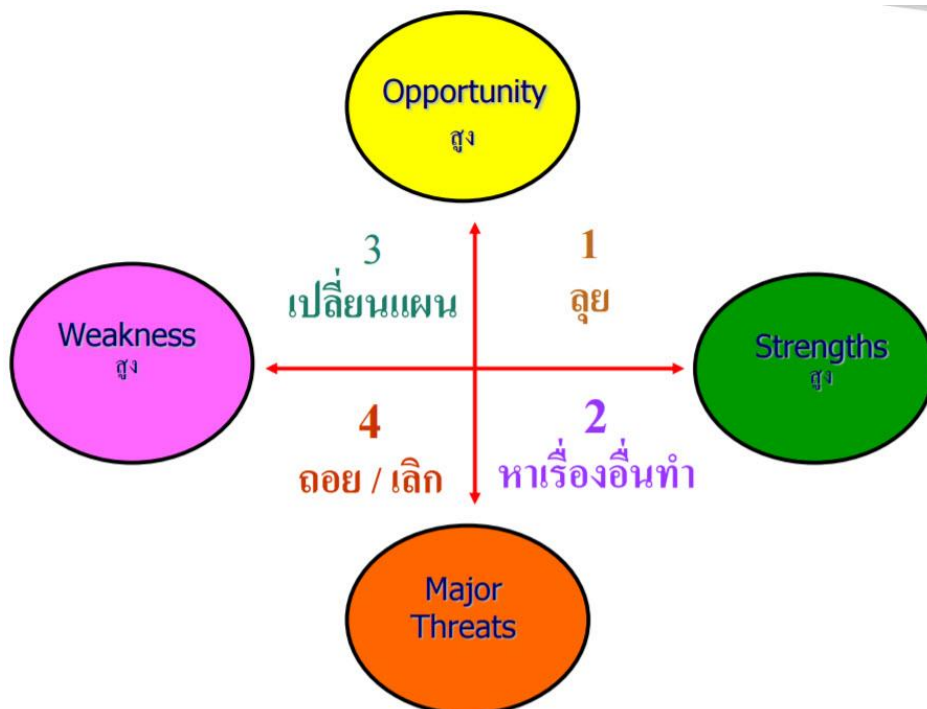 Opportunity
สูง
3
เปลี่ยนแผน
1
ลุย
Weakness
สูง
Strengths
สูง
4
ถอย / เลิก
2
หาเรื่องอื่นทำ
Major
Threats